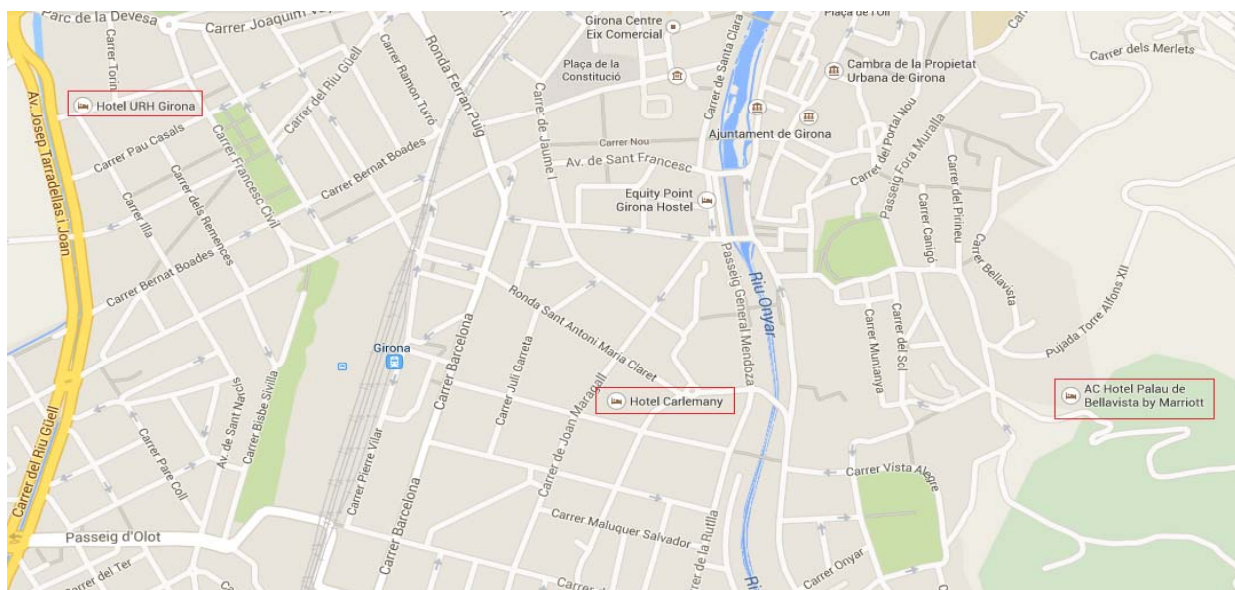 Parc de la Devesa
Carrer Joaquim
Carrer Torin
Carrer del Riu Güell
Carrer Ramon Turró
Ronda Ferran Puig
Girona Centre
Eix Comercial
Plaça de la
Constitució
Carrer de Santa Clara
Plaça de l'Oli
Cambra de la Propietat
Urbana de Girona
Carrer dels Merlets
Hotel URH Girona
Av. Josep Tarradellas i Joan
Carrer Pau Casals
Carrer Francesc Civil
Carrer Bernat Boades
Carrer de Jaume I
Carrer Nou
Av. de Sant Francesc
Ajuntament de Girona
Carrer del Portal Nou
Passeig Fora Muralla
Carrer del Pirineu
Carrer Canigó
Carrer Bellavista
Equity Point
Girona Hostel
Carrer Illa
Carrer dels Remences
Carrer Bernat Boades
Passeig General Mendoza
Riu Onyar
Pujada Torre Alfons XII
Ronda Sant Antoni Maria Claret
Carrer Barcelona
Girona
Carrer Juli Garreta
Carrer de Joan Maragall
Hotel Carlemany
Carrer Munianya
Carrer del Sol
AC Hotel Palau de
Bellavista by Marriott
Carrer del Riu Güell
Av. de Sant Narcís
Carrer Bisbe Sivilla
Carrer Pare Coll
Carrer Pierre Vilar
Carrer Barcelona
Carrer Vista Alegre
Carrer Maluquer Salvador
Carrer de la Rutlla
Passeig d'Olot
Carrer del Ter
Carrer Onyar
Carrer de